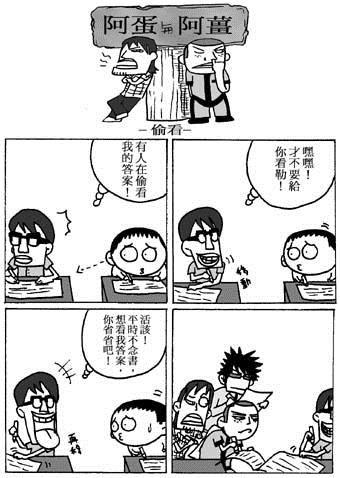 阿蛋與阿薑
-偷看-
有人在偷看
我的答案！
嘿嘿！
才不要給
你看勒！
移動
活該！
平時不念書，
想看我答案，
你省省吧！
再移